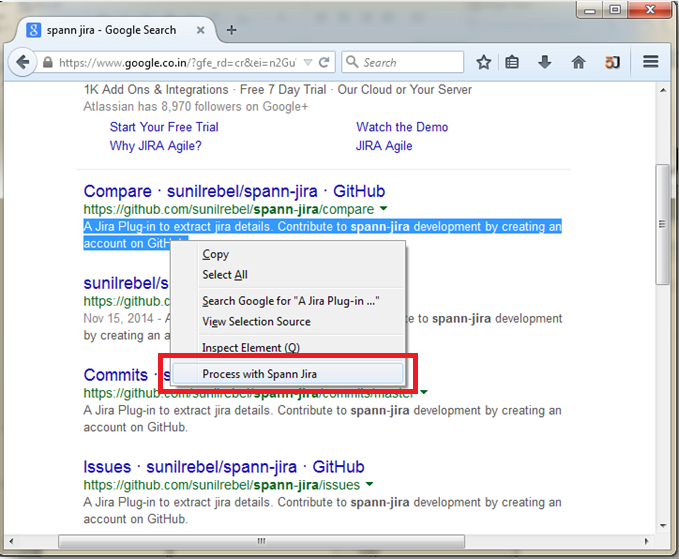 spann jira - Google Search
https://www.google.co.in/?gfe_rd=cr&ei=n2Gu
Search
1K Add Ons & Integrations · Free 7 Day Trial · Our Cloud or Your Server
Atlassian has 8,970 followers on Google+
Start Your Free Trial Watch the Demo
Why JIRA Agile? JIRA Agile
Compare · sunilrebel/spann-jira · GitHub
https://github.com/sunilrebel/spann-jira/compare
A Jira Plug-in to extract jira details. Contribute to spann-jira development by creating an
account on GitH
Copy
Select All
sunilrebel/s
https://github.c
Search Google for "A Jira Plug-in ..."
Nov 15, 2014 - A
View Selection Source
te to spann-jira development
by creating an a
Inspect Element (Q)
Process with Spann Jira
Commits · s
https://github.com/sunilrebel/spann-jira/commits/master
A Jira Plug-in to extract jira details. Contribute to spann-jira development by creating an
account on GitHub.
Issues · sunilrebel/spann-jira · GitHub
https://github.com/sunilrebel/spann-jira/issues
A Jira Plug-in to extract jira details. Contribute to spann-jira development by creating an
account on GitHub.